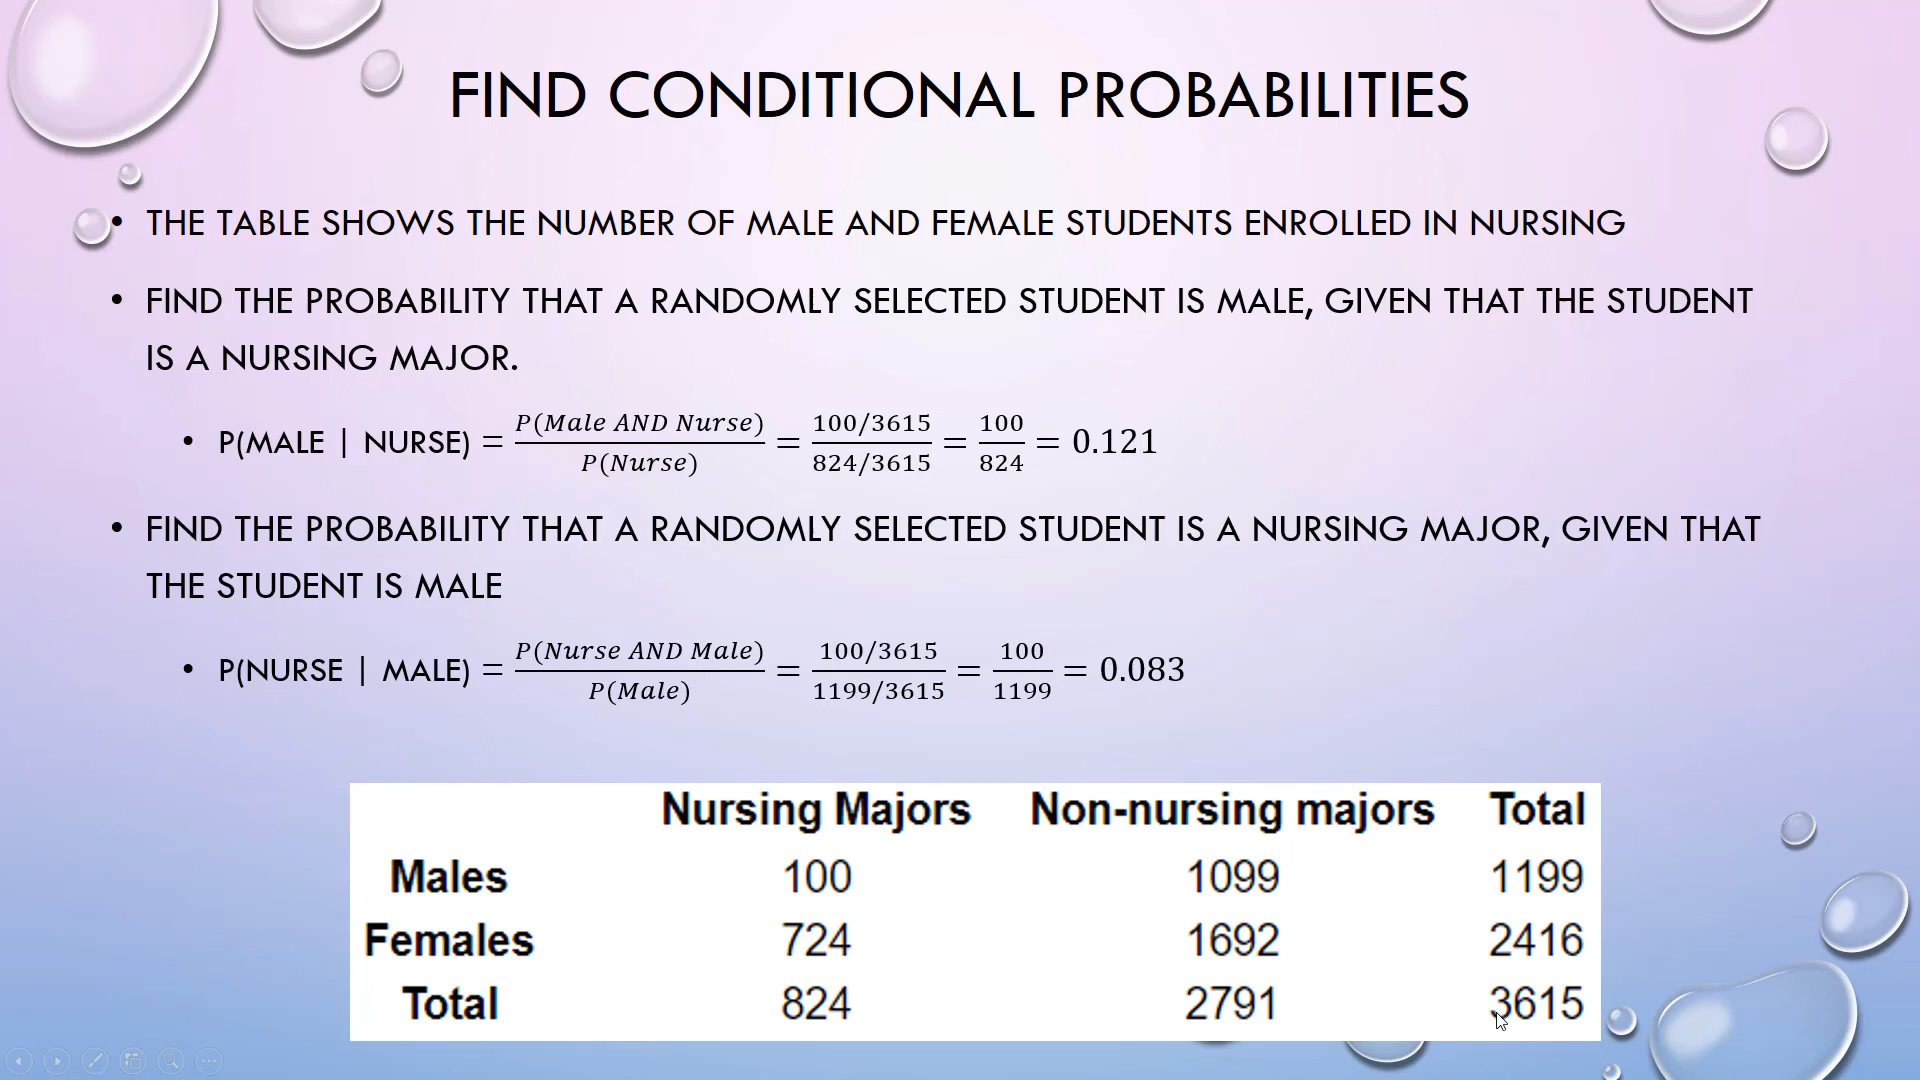 FIND CONDITIONAL PROBABILITIES
• THE TABLE SHOWS THE NUMBER OF MALE AND FEMALE STUDENTS ENROLLED IN NURSING
• FIND THE PROBABILITY THAT A RANDOMLY SELECTED STUDENT IS MALE, GIVEN THAT THE STUDENT
IS A NURSING MAJOR.
• P(MALE | NURSE) = P(Male AND Nurse)/P(Nurse) = (100/3615)/(824/3615) = 100/824 = 0.121
• FIND THE PROBABILITY THAT A RANDOMLY SELECTED STUDENT IS A NURSING MAJOR, GIVEN THAT
THE STUDENT IS MALE
• P(NURSE | MALE) = P(Nurse AND Male)/P(Male) = (100/3615)/(1199/3615) = 100/1199 = 0.083
Nursing Majors Non-nursing majors Total
Males 100 1099 1199
Females 724 1692 2416
Total 824 2791 3615